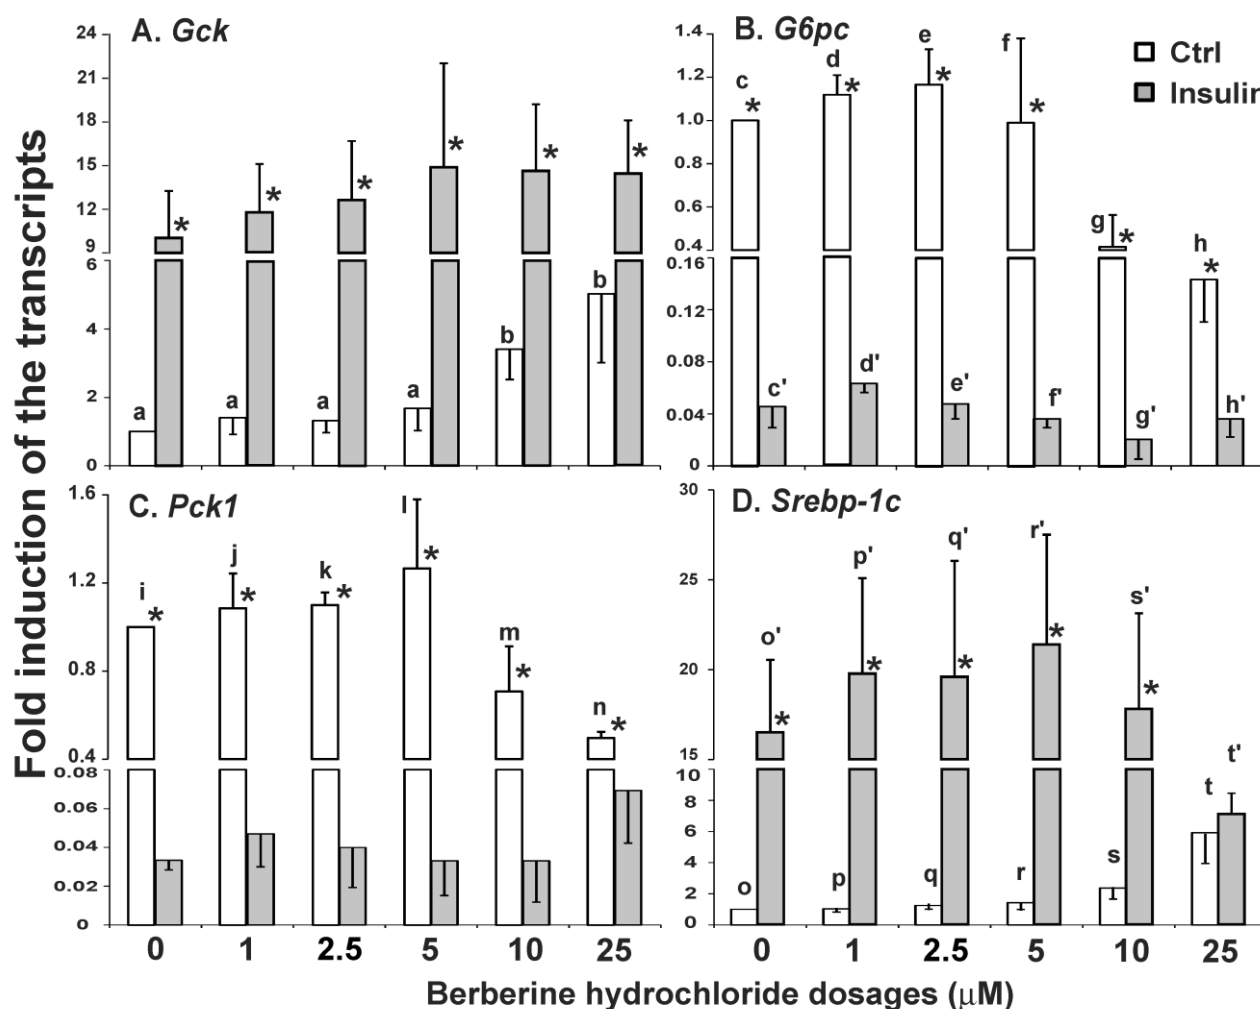 A. Gck
B. G6pc
Ctrl
Insulin
24
21
18
15
12
9
6
4
2
0
a
a
a
a
b
b
*
*
*
*
*
*
1.4
1.2
1.0
0.8
0.6
0.4
0.16
0.12
0.08
0.04
0
c
d
e
f
g
h
*
*
*
*
*
*
c'
d'
e'
f'
g'
h'
Fold induction of the transcripts
C. Pck1
D. Srebp-1c
1.6
1.2
0.8
0.4
0.08
0.06
0.04
0.02
0
i
j
k
l
m
n
*
*
*
*
*
*
30
25
20
15
10
8
6
4
2
0
o'
p'
q'
r'
s'
t'
*
*
*
*
*
o
p
q
r
s
t
0 1 2.5 5 10 25
0 1 2.5 5 10 25
Berberine hydrochloride dosages (µM)